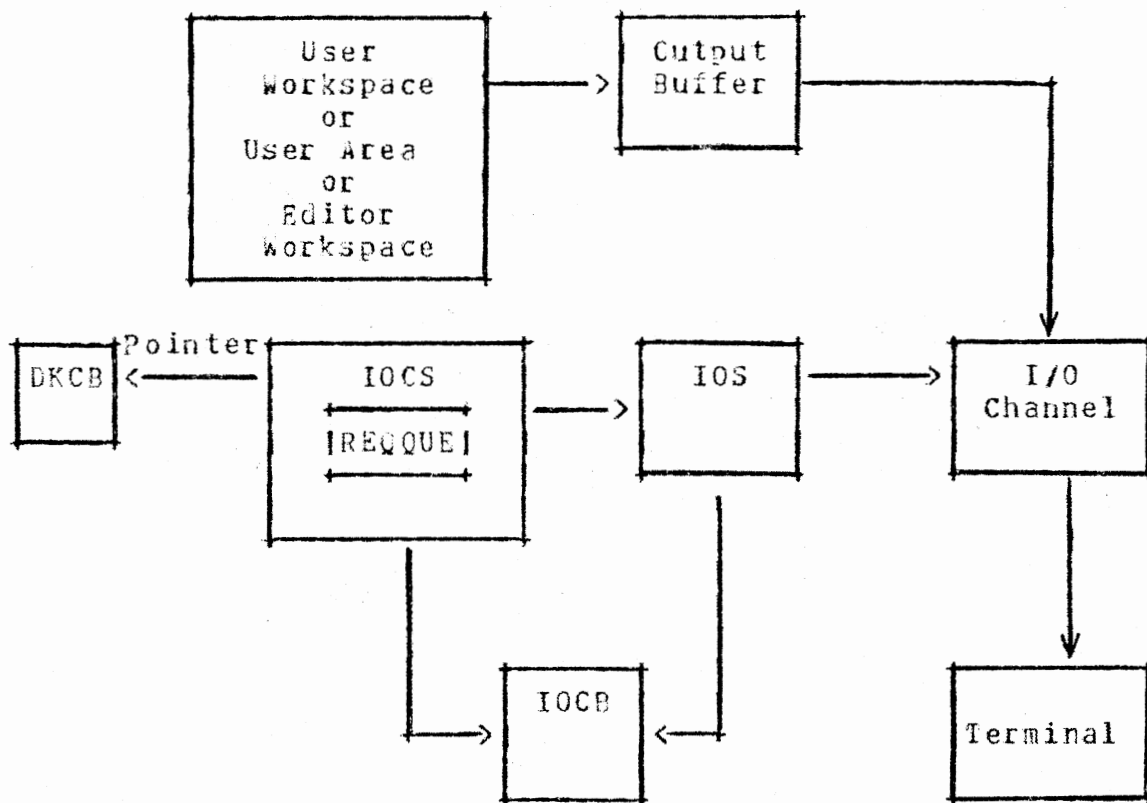 User
Workspace
or
User Area
or
Editor
Workspace
Cutput
Buffer
Pointer
DKCB
IOCS
REQQUE
IOS
I/O
Channel
IOCB
Terminal